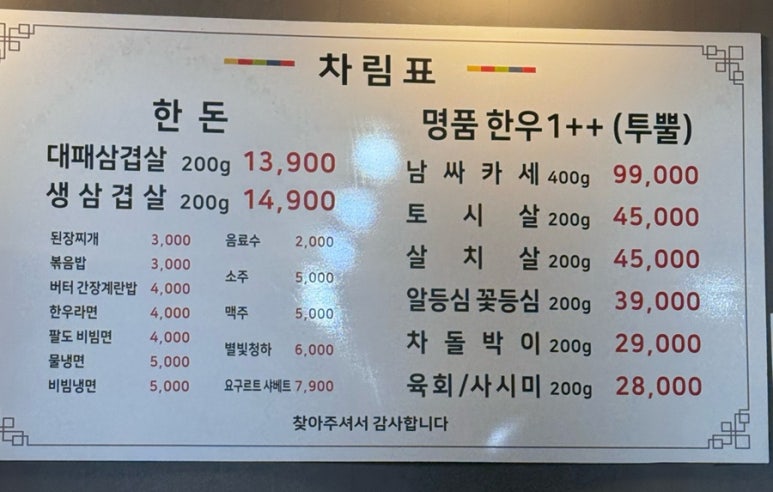 차림표
한돈
대패삼겹살 200g 13,900
생삼겹살 200g 14,900
된장찌개 3,000
볶음밥 3,000
버터 간장계란밥 4,000
한우라면 4,000
팔도 비빔면 4,000
물냉면 5,000
비빔냉면 5,000
음료수 2,000
소주 5,000
맥주 5,000
별빛청하 6,000
요구르트 샤베트 7,900
명품 한우1++ (투뿔)
남싸카세 400g 99,000
토시살 200g 45,000
살치살 200g 45,000
알등심 꽃등심 200g 39,000
차돌박이 200g 29,000
육회/사시미 200g 28,000
찾아주셔서 감사합니다